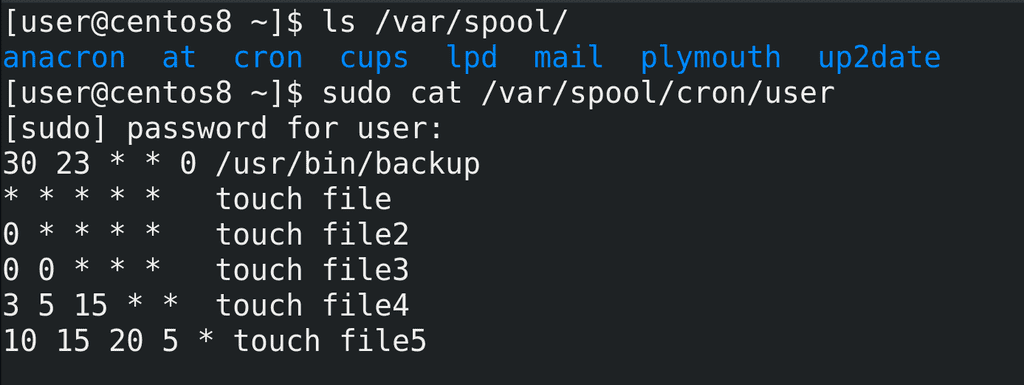 [user@centos8 ~]$ ls /var/spool/
anacron  at  cron  cups  lpd  mail  plymouth  up2date
[user@centos8 ~]$ sudo cat /var/spool/cron/user
[sudo] password for user:
30 23 * * 0 /usr/bin/backup
* * * * *   touch file
0 * * * *   touch file2
0 0 * * *   touch file3
3 5 15 * *  touch file4
10 15 20 5 * touch file5